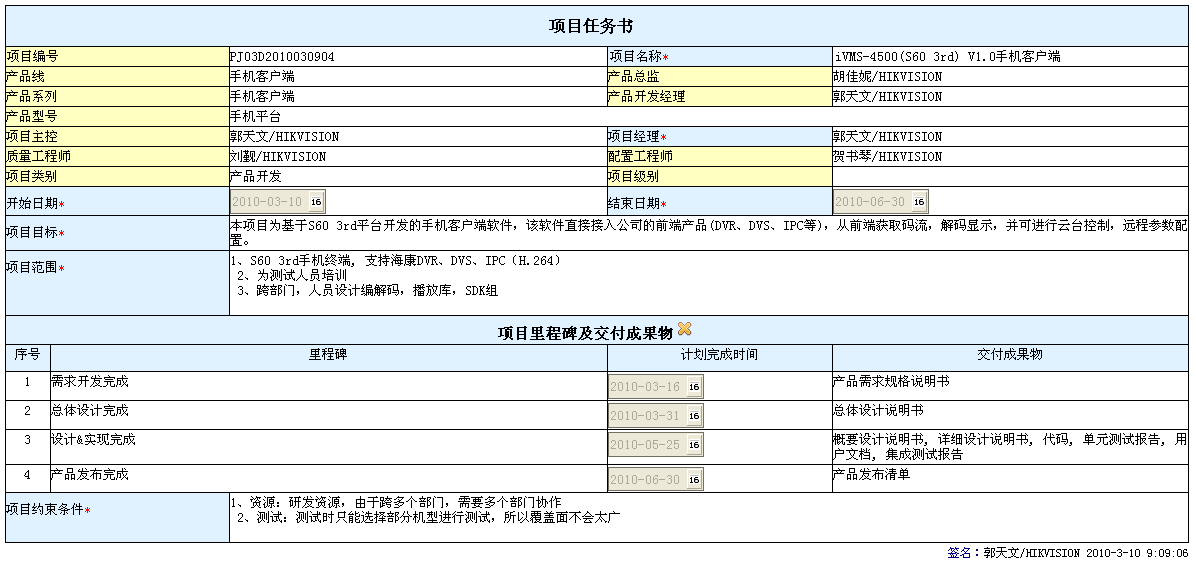 项目任务书
项目编号 PJ03D2010030904 项目名称* iVMS-4500(S60 3rd) V1.0手机客户端
产品线 手机客户端 产品总监 胡佳妮/HIKVISION
产品系列 手机客户端 产品开发经理 郭天文/HIKVISION
产品型号 手机平台
项目主控 郭天文/HIKVISION 项目经理* 郭天文/HIKVISION
质量工程师 刘觐/HIKVISION 配置工程师 贺书琴/HIKVISION
项目类别 产品开发 项目级别
开始日期* 2010-03-10 16 结束日期* 2010-06-30 16
项目目标* 本项目为基于S60 3rd平台开发的手机客户端软件，该软件直接接入公司的前端产品(DVR、DVS、IPC等)，从前端获取码流，解码显示，并可进行云台控制，远程参数配
置。
项目范围* 1、S60 3rd手机终端, 支持海康DVR、DVS、IPC（H.264）
2、为测试人员培训
3、跨部门，人员设计编解码，播放库，SDK组
项目里程碑及交付成果物
序号 里程碑 计划完成时间 交付成果物
1 需求开发完成 2010-03-16 16 产品需求规格说明书
2 总体设计完成 2010-03-31 16 总体设计说明书
3 设计&实现完成 2010-05-25 16 概要设计说明书, 详细设计说明书, 代码, 单元测试报告, 用
户文档, 集成测试报告
4 产品发布完成 2010-06-30 16 产品发布清单
项目约束条件* 1、资源：研发资源，由于跨多个部门，需要多个部门协作
2、测试：测试时只能选择部分机型进行测试，所以覆盖面不会太广
签名：郭天文/HIKVISION 2010-3-10 9:09:06